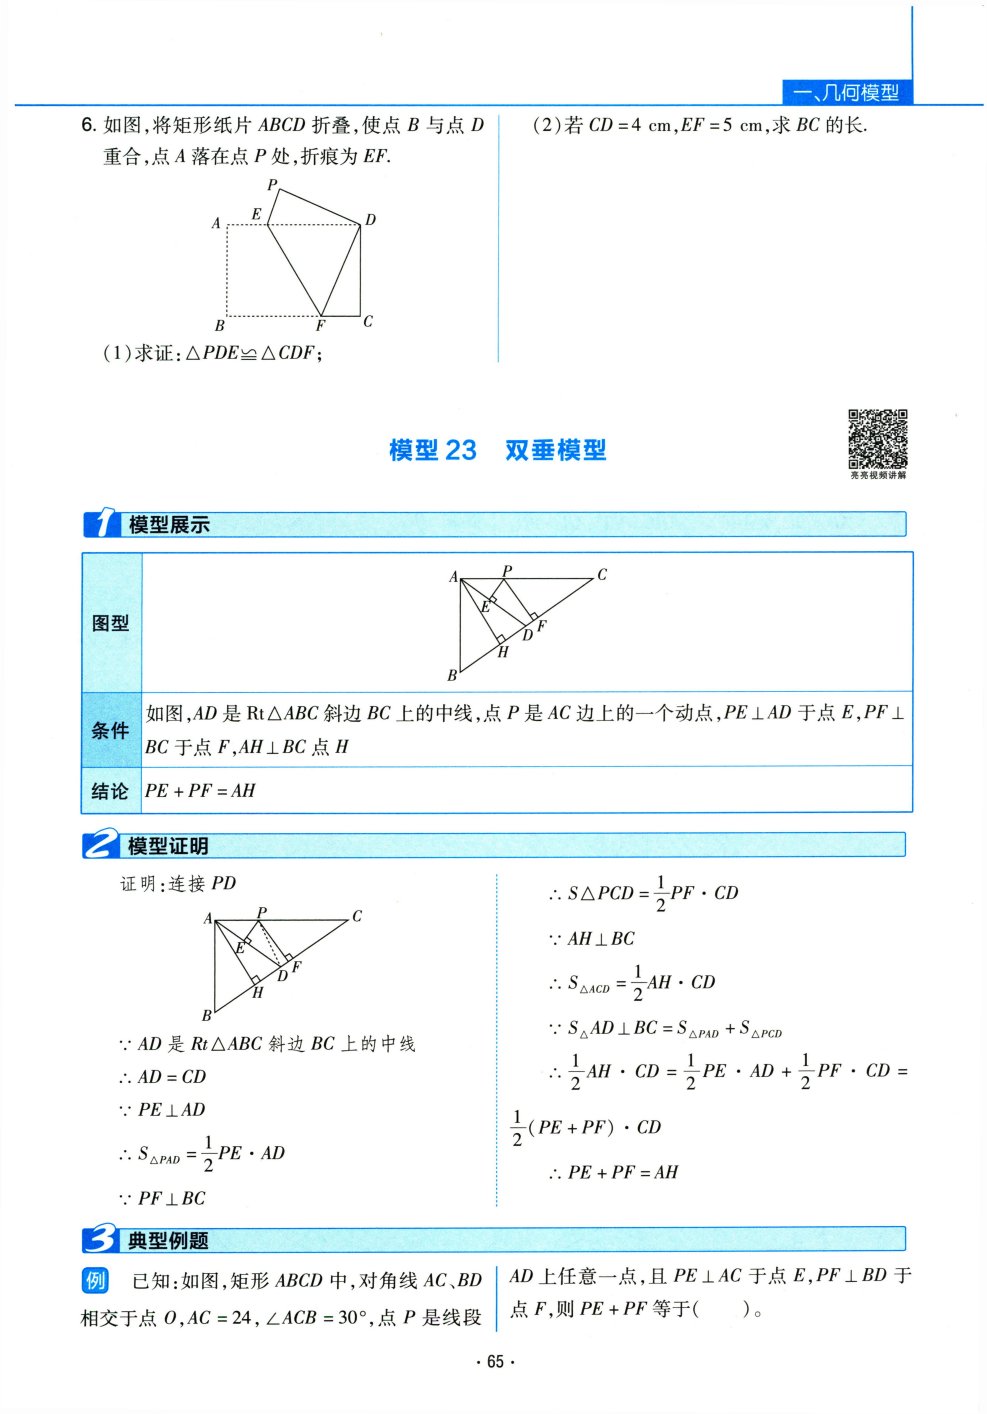 一、几何模型
6. 如图,将矩形纸片 ABCD 折叠,使点 B 与点 D
重合,点 A 落在点 P 处,折痕为 EF.
P
A
E
D
B
F
C
(1)求证:△PDE≌△CDF;
(2)若 CD=4 cm,EF=5 cm,求 BC 的长.
模型 23 双垂模型
亮亮视频讲解
1 模型展示
图型
A
P
C
E
F
D
H
B
条件
如图,AD 是 Rt△ABC 斜边 BC 上的中线,点 P 是 AC 边上的一个动点,PE⊥AD 于点 E,PF⊥
BC 于点 F,AH⊥BC 点 H
结论
PE+PF=AH
2 模型证明
证明:连接 PD
A
P
C
E
F
D
H
B
∵ AD 是 Rt△ABC 斜边 BC 上的中线
∴ AD=CD
∵ PE⊥AD
∴ S△PAD=1/2PE·AD
∵ PF⊥BC
∴ S△PCD=1/2PF·CD
∵ AH⊥BC
∴ S△ACD=1/2AH·CD
∵ S△AD⊥BC=S△PAD+S△PCD
∴ 1/2AH·CD=1/2PE·AD+1/2PF·CD=
1/2(PE+PF)·CD
∴ PE+PF=AH
3 典型例题
例 已知:如图,矩形 ABCD 中,对角线 AC、BD
相交于点 O,AC=24,∠ACB=30°,点 P 是线段
AD 上任意一点,且 PE⊥AC 于点 E,PF⊥BD 于
点 F,则 PE+PF 等于( )。
·65·